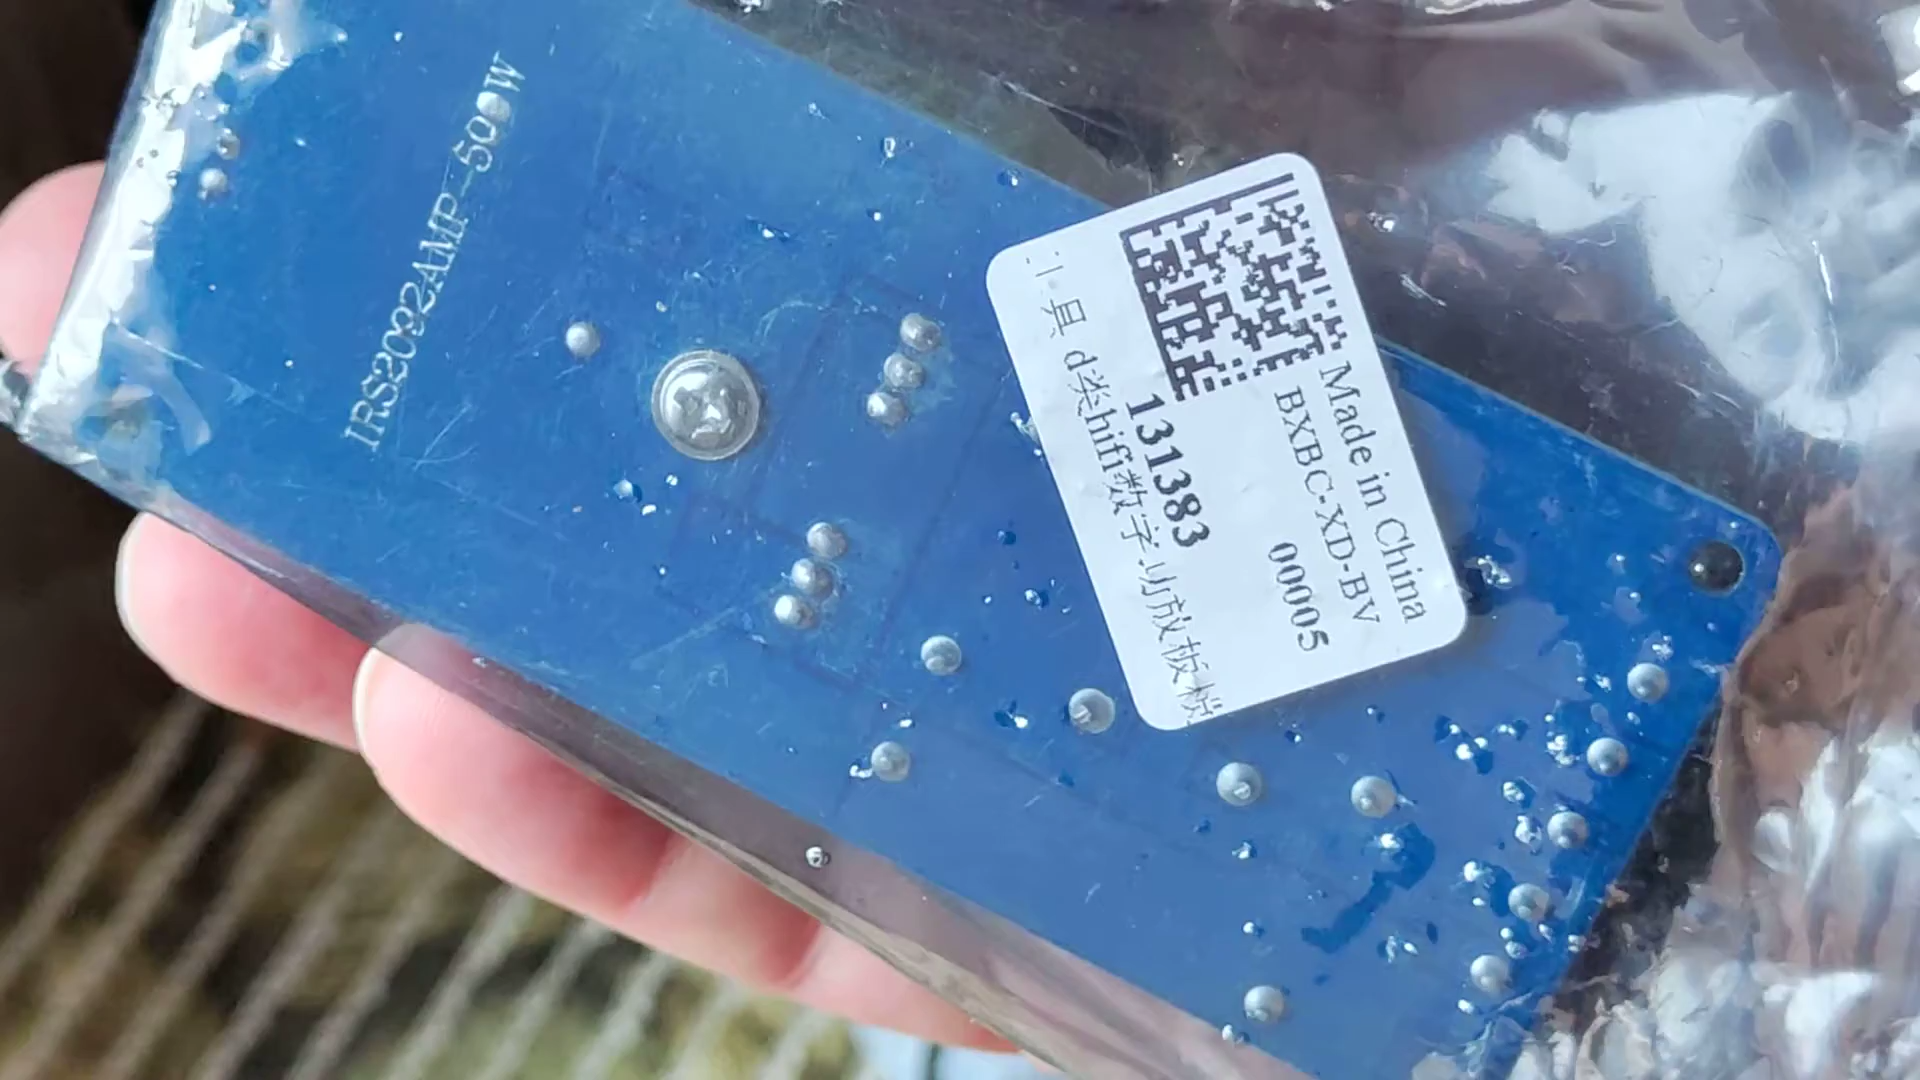 IRS2092AMP-500W
Made in China
BXBC-XD-BV
00005
131383
具 d类hifi数字功放板